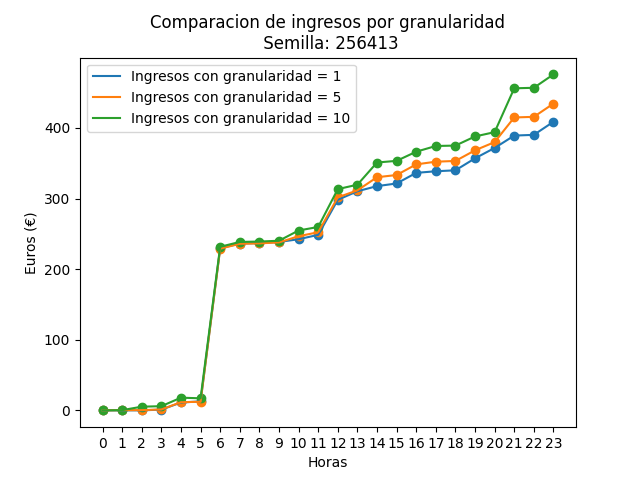 Comparacion de ingresos por granularidad
Semilla: 256413
Ingresos con granularidad = 1
Ingresos con granularidad = 5
Ingresos con granularidad = 10
Euros (€)
400
300
200
100
0
0 1 2 3 4 5 6 7 8 9 10 11 12 13 14 15 16 17 18 19 20 21 22 23
Horas